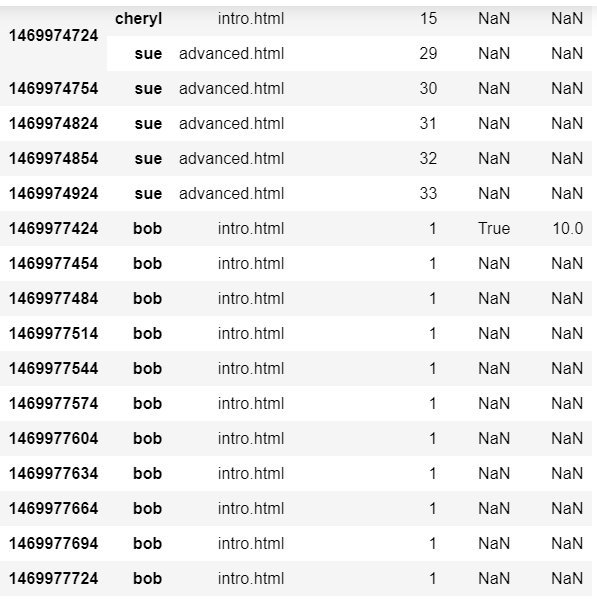 1469974724 cheryl intro.html 15 NaN NaN
sue advanced.html 29 NaN NaN
1469974754 sue advanced.html 30 NaN NaN
1469974824 sue advanced.html 31 NaN NaN
1469974854 sue advanced.html 32 NaN NaN
1469974924 sue advanced.html 33 NaN NaN
1469977424 bob intro.html 1 True 10.0
1469977454 bob intro.html 1 NaN NaN
1469977484 bob intro.html 1 NaN NaN
1469977514 bob intro.html 1 NaN NaN
1469977544 bob intro.html 1 NaN NaN
1469977574 bob intro.html 1 NaN NaN
1469977604 bob intro.html 1 NaN NaN
1469977634 bob intro.html 1 NaN NaN
1469977664 bob intro.html 1 NaN NaN
1469977694 bob intro.html 1 NaN NaN
1469977724 bob intro.html 1 NaN NaN